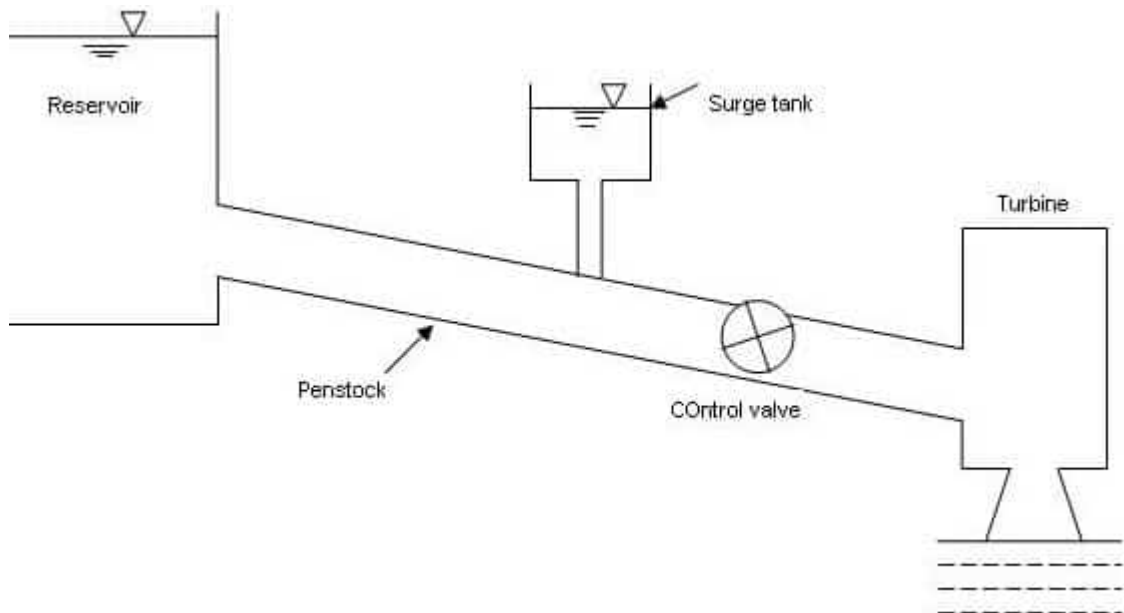 Reservoir
Surge tank
Turbine
Penstock
COntrol valve